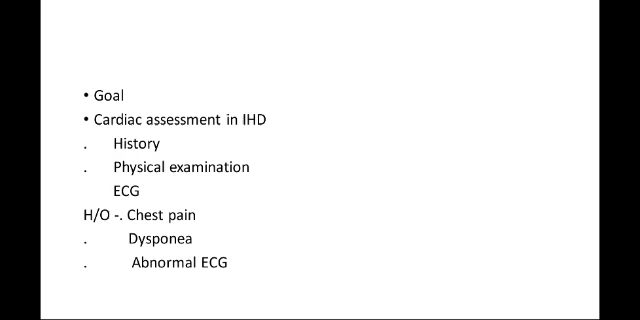 • Goal
• Cardiac assessment in IHD
. History
. Physical examination
ECG
H/O -. Chest pain
. Dysponea
. Abnormal ECG